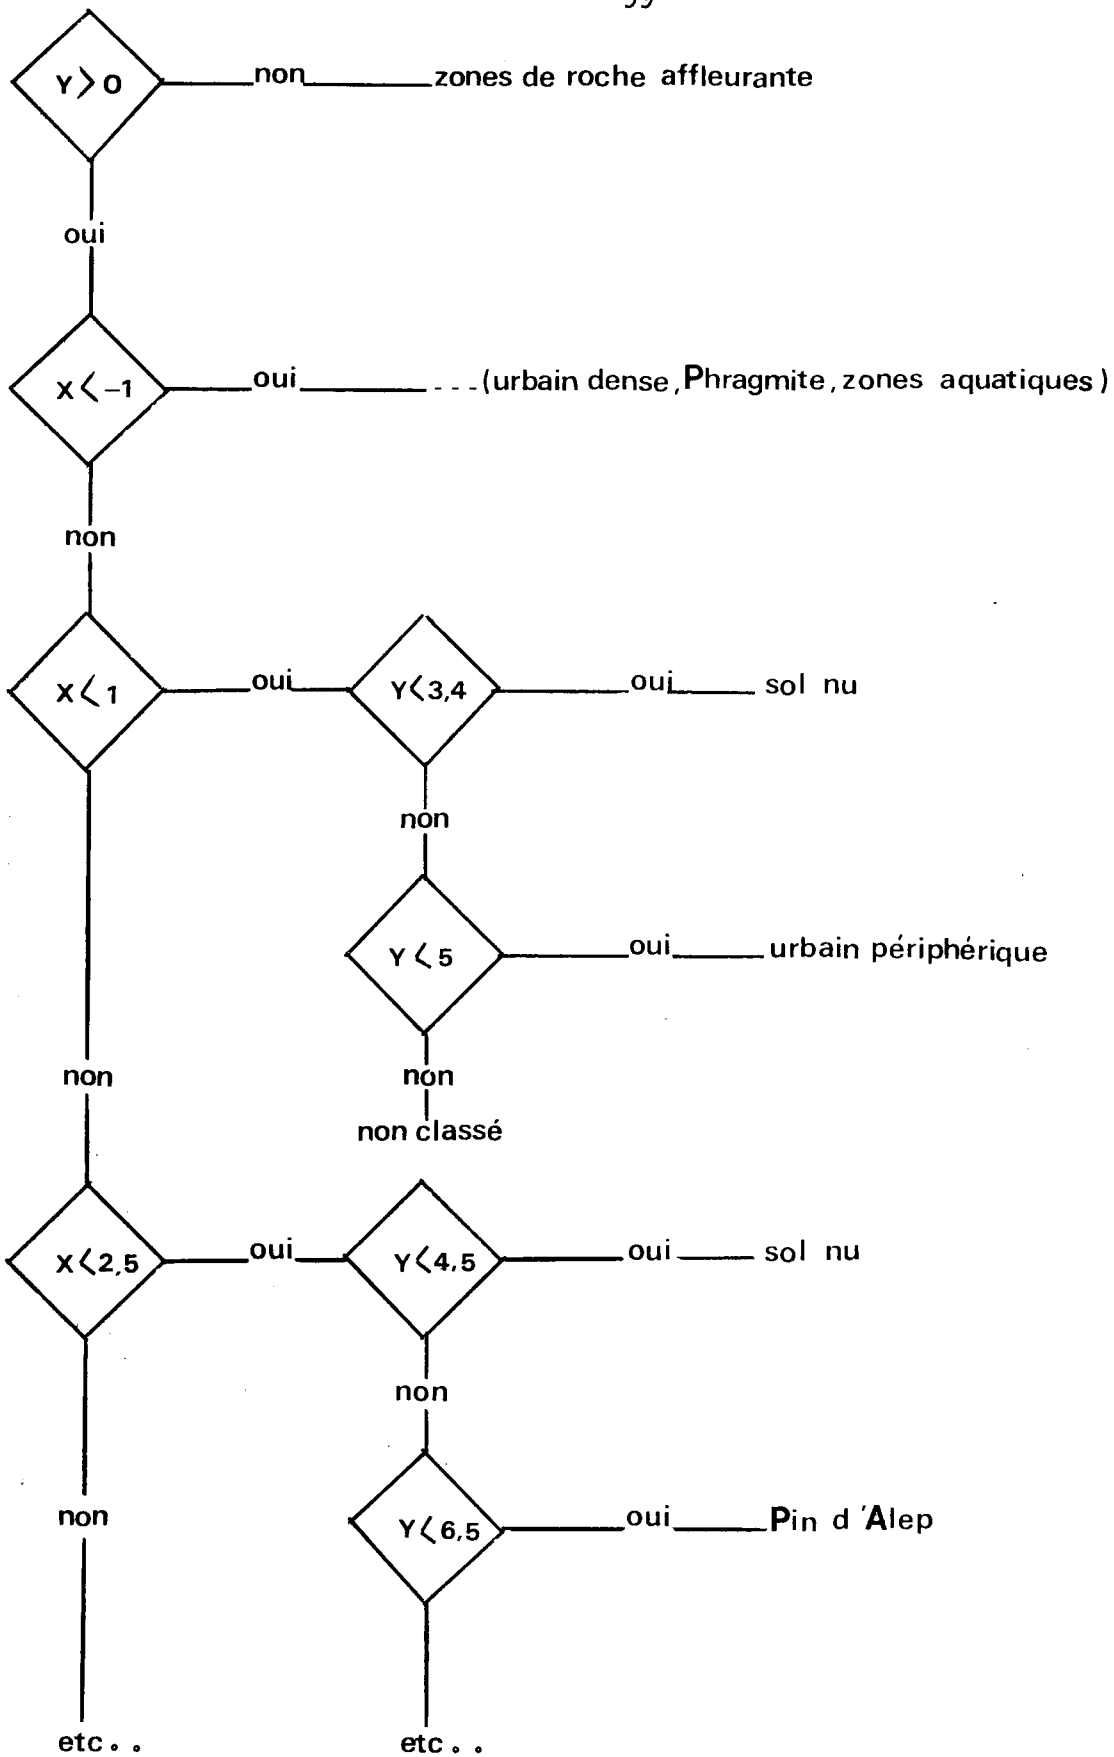 Y > 0 non zones de roche affleurante
oui
X < -1 oui --- (urbain dense, Phragmite, zones aquatiques)
non
X < 1 oui Y < 3,4 oui sol nu
non
Y < 5 oui urbain périphérique
non non
non classé
X < 2,5 oui Y < 4,5 oui sol nu
non
non Y < 6,5 oui Pin d'Alep
etc.. etc..